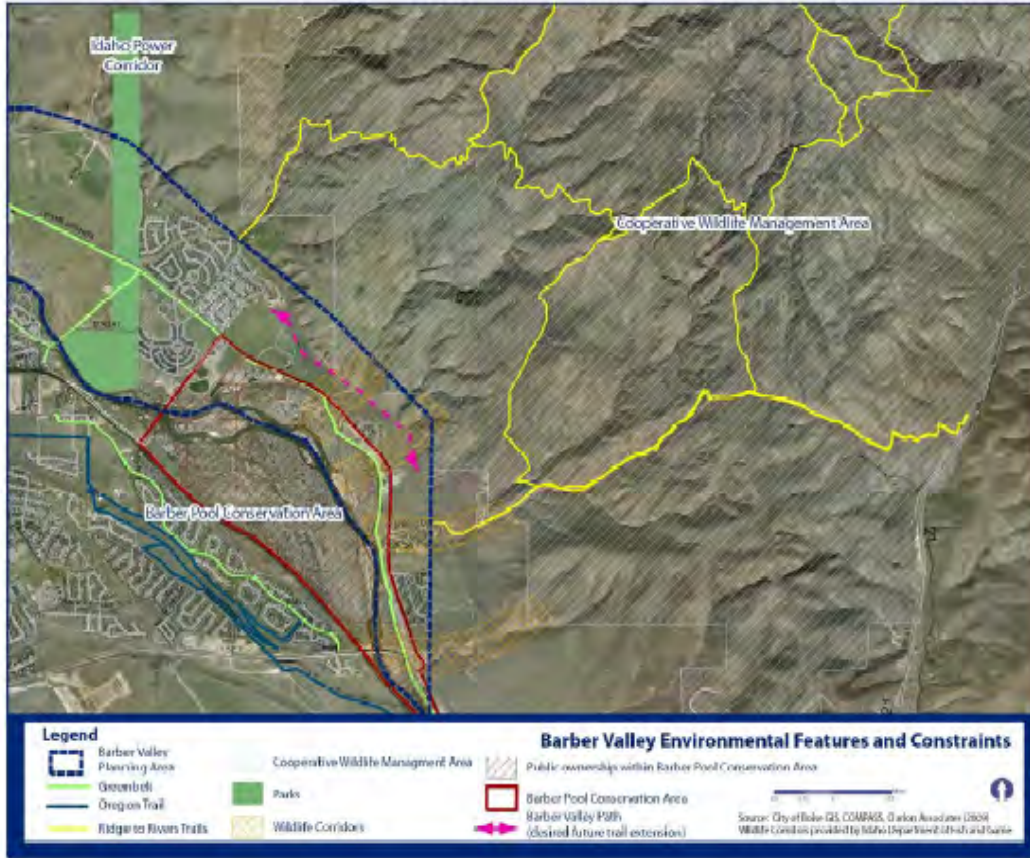 Idaho Power
Corridor
Cooperative Wildlife Management Area
Barber Pool Conservation Area
Legend
Barber Valley
Planning Area
Greenbelt
Oregon Trail
Ridge to Rivers Trails
Cooperative Wildlife Managment Area
Parks
Wildlife Corridors
Barber Valley Environmental Features and Constraints
Public ownership within Barber Pool Conservation Area
Barber Pool Conservation Area
Barber Valley Path
(desired future trail extension)
Source: City of Boise GIS, COMPASS, Clarion Associates (2009)
Wildlife Corridors provided by Idaho Department of Fish and Game